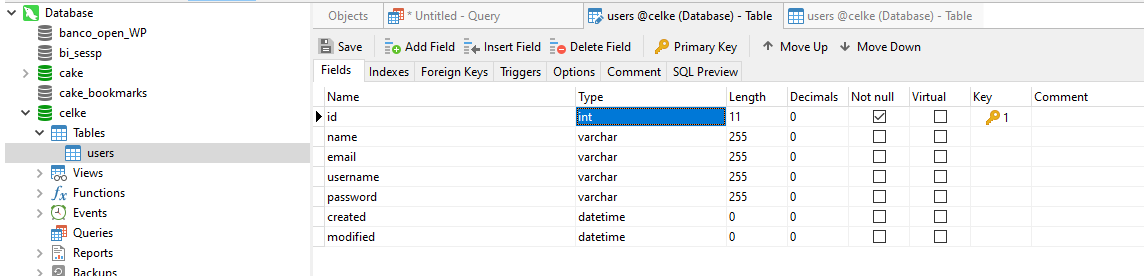 Database
banco_open_WP
bi_sessp
cake
cake_bookmarks
celke
Tables
users
Views
Functions
Events
Queries
Reports
Backups
Objects * Untitled - Query users @celke (Database) - Table users @celke (Database) - Table
Save Add Field Insert Field Delete Field Primary Key Move Up Move Down
Fields Indexes Foreign Keys Triggers Options Comment SQL Preview
Name Type Length Decimals Not null Virtual Key Comment
id int 11 0 1
name varchar 255 0
email varchar 255 0
username varchar 255 0
password varchar 255 0
created datetime 0 0
modified datetime 0 0